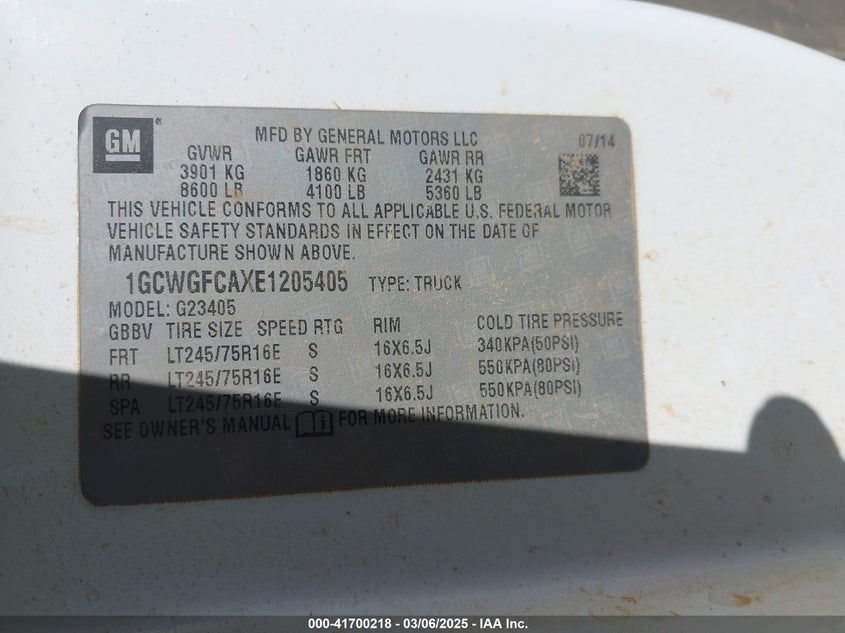 GM ®
MFD BY GENERAL MOTORS LLC 07/14
GVWR GAWR FRT GAWR RR
3901 KG 1860 KG 2431 KG
8600 LB 4100 LB 5360 LB
THIS VEHICLE CONFORMS TO ALL APPLICABLE U.S. FEDERAL MOTOR
VEHICLE SAFETY STANDARDS IN EFFECT ON THE DATE OF
MANUFACTURE SHOWN ABOVE.
1GCWGFCAXE1205405 TYPE: TRUCK
MODEL: G23405
GBBV TIRE SIZE SPEED RTG RIM COLD TIRE PRESSURE
FRT LT245/75R16E S 16X6.5J 340KPA(50PSI)
RR LT245/75R16E S 16X6.5J 550KPA(80PSI)
SPA LT245/75R16E S 16X6.5J 550KPA(80PSI)
SEE OWNER'S MANUAL i FOR MORE INFORMATION.
000-41700218 - 03/06/2025 - IAA Inc.